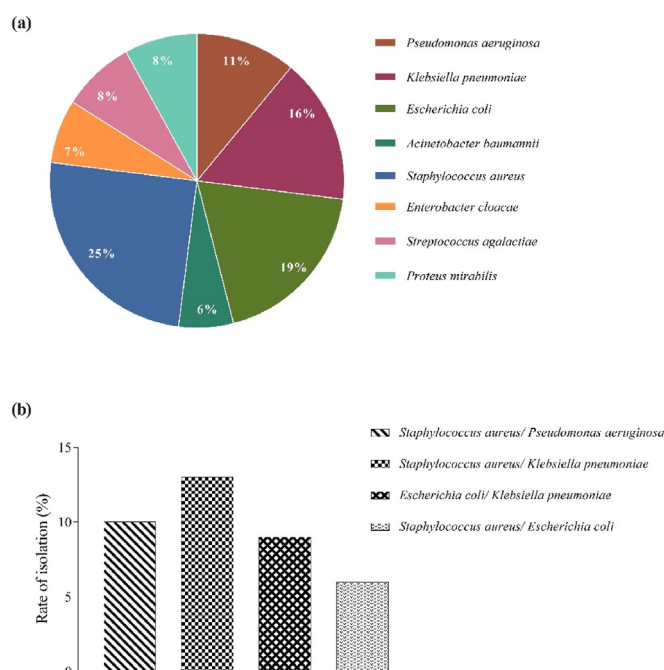 (a)
8%
11%
8%
16%
7%
25%
19%
6%
Pseudomonas aeruginosa
Klebsiella pneumoniae
Escherichia coli
Acinetobacter baumannii
Staphylococcus aureus
Enterobacter cloacae
Streptococcus agalactiae
Proteus mirabilis
(b)
Staphylococcus aureus/ Pseudomonas aeruginosa
Staphylococcus aureus/ Klebsiella pneumoniae
Escherichia coli/ Klebsiella pneumoniae
Staphylococcus aureus/ Escherichia coli
Rate of isolation (%)
15
10
5
0